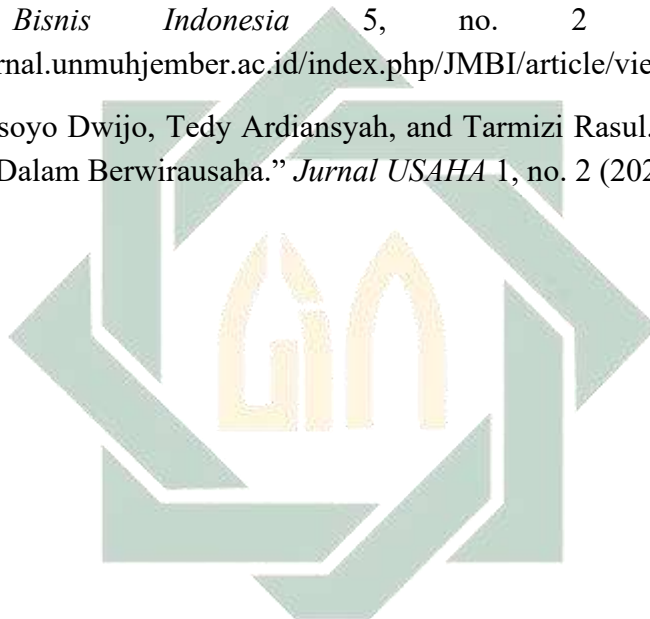 Bisnis Indonesia 5, no. 2
rnal.unmuhjember.ac.id/index.php/JMBI/article/vie
soyo Dwijo, Tedy Ardiansyah, and Tarmizi Rasul.
Dalam Berwirausaha.” Jurnal USAHA 1, no. 2 (202
uin